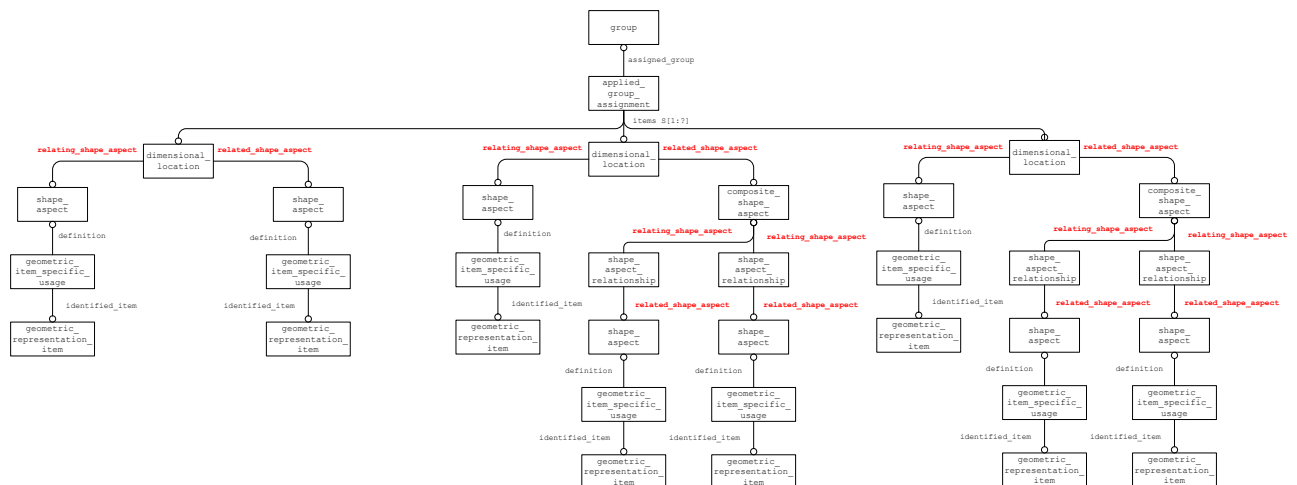 group
assigned_group
applied_
group_
assignment
items S[1:?]
relating_shape_aspect
dimensional_
location
related_shape_aspect
relating_shape_aspect
dimensional_
location
related_shape_aspect
relating_shape_aspect
dimensional_
location
related_shape_aspect
shape_
aspect
shape_
aspect
shape_
aspect
composite_
shape_
aspect
shape_
aspect
composite_
shape_
aspect
definition
definition
definition
relating_shape_aspect
relating_shape_aspect
definition
relating_shape_aspect
relating_shape_aspect
geometric_
item_specific_
usage
geometric_
item_specific_
usage
geometric_
item_specific_
usage
shape_
aspect_
relationship
shape_
aspect_
relationship
geometric_
item_specific_
usage
shape_
aspect_
relationship
shape_
aspect_
relationship
identified_item
identified_item
identified_item
related_shape_aspect
related_shape_aspect
identified_item
related_shape_aspect
related_shape_aspect
geometric_
representation_
item
geometric_
representation_
item
geometric_
representation_
item
shape_
aspect
shape_
aspect
geometric_
representation_
item
shape_
aspect
shape_
aspect
definition
definition
definition
definition
geometric_
item_specific_
usage
geometric_
item_specific_
usage
geometric_
item_specific_
usage
geometric_
item_specific_
usage
identified_item
identified_item
identified_item
identified_item
geometric_
representation_
item
geometric_
representation_
item
geometric_
representation_
item
geometric_
representation_
item